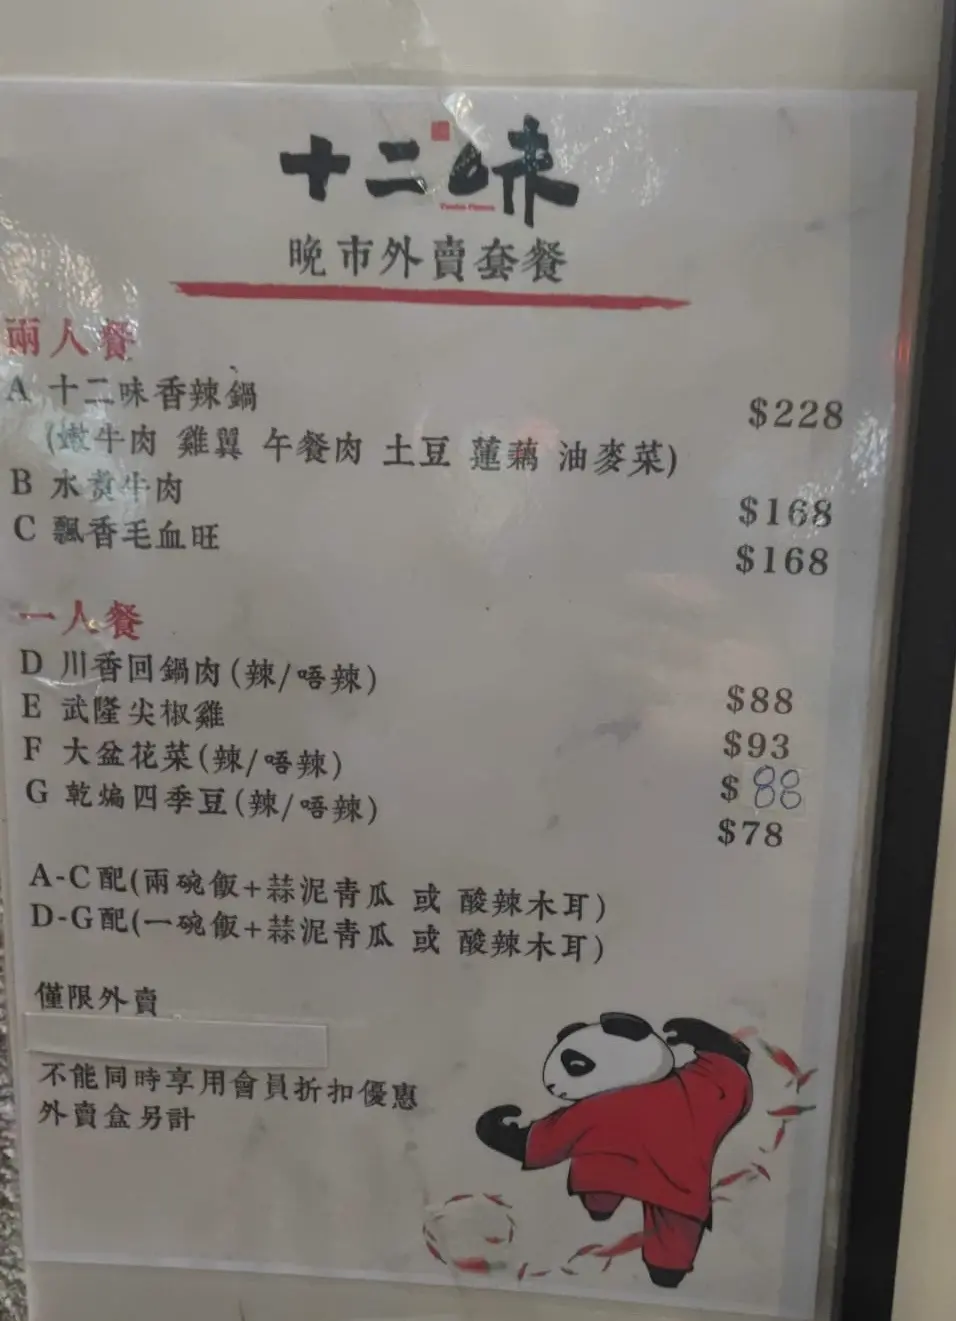 十二味
晚市外賣套餐
兩人餐
A 十二味香辣鍋 $228
(嫩牛肉 雞翼 午餐肉 土豆 蓮藕 油麥菜)
B 水煮牛肉 $168
C 飄香毛血旺 $168
一人餐
D 川香回鍋肉(辣/唔辣) $88
E 武隆尖椒雞 $93
F 大盆花菜(辣/唔辣) $88
G 乾煸四季豆(辣/唔辣) $78
A-C配(兩碗飯+蒜泥青瓜 或 酸辣木耳)
D-G配(一碗飯+蒜泥青瓜 或 酸辣木耳)
僅限外賣
不能同時享用會員折扣優惠
外賣盒另計